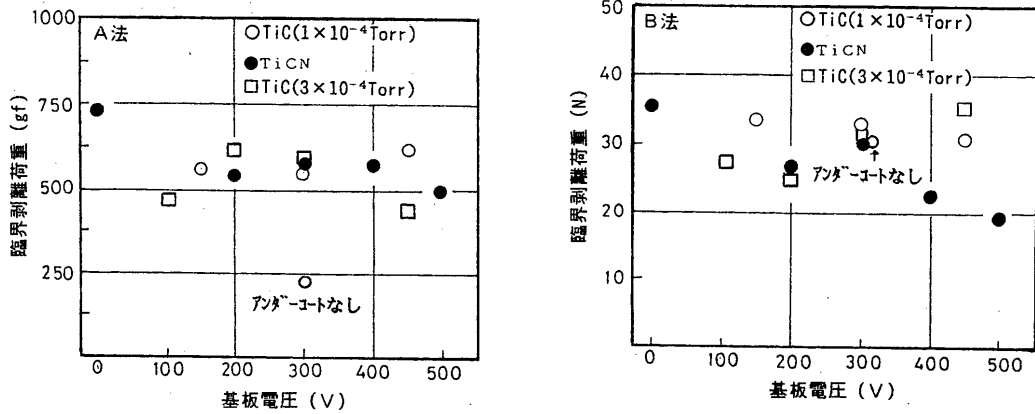 A法
○TiC(1×10⁻⁴Torr)
●TiCN
□TiC(3×10⁻⁴Torr)
臨界剥離荷重 (gf)
1000
750
500
250
0
アンダーコートなし
0 100 200 300 400 500
基板電圧 (V)
B法
○TiC(1×10⁻⁴Torr)
●TiCN
□TiC(3×10⁻⁴Torr)
臨界剥離荷重 (N)
50
40
30
20
10
0
↑
アンダーコートなし
0 100 200 300 400 500
基板電圧 (V)